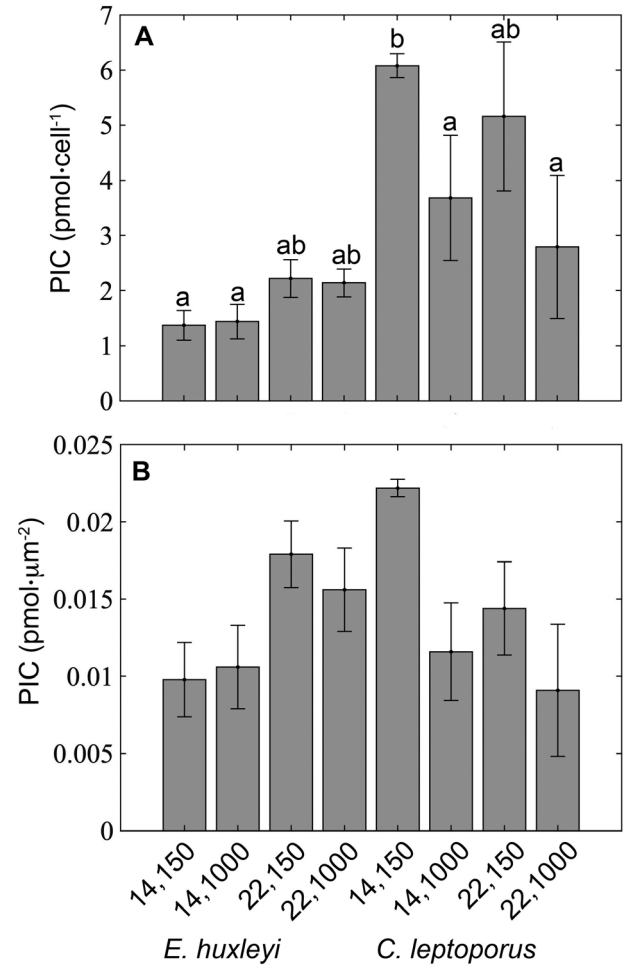 A
PIC (pmol·cell⁻¹)
7
6
5
4
3
2
1
0
a
a
ab
ab
b
a
ab
a
B
PIC (pmol·μm⁻²)
0.025
0.02
0.015
0.01
0.005
0
14,150
14,1000
22,150
22,1000
14,150
14,1000
22,150
22,1000
E. huxleyi
C. leptoporus